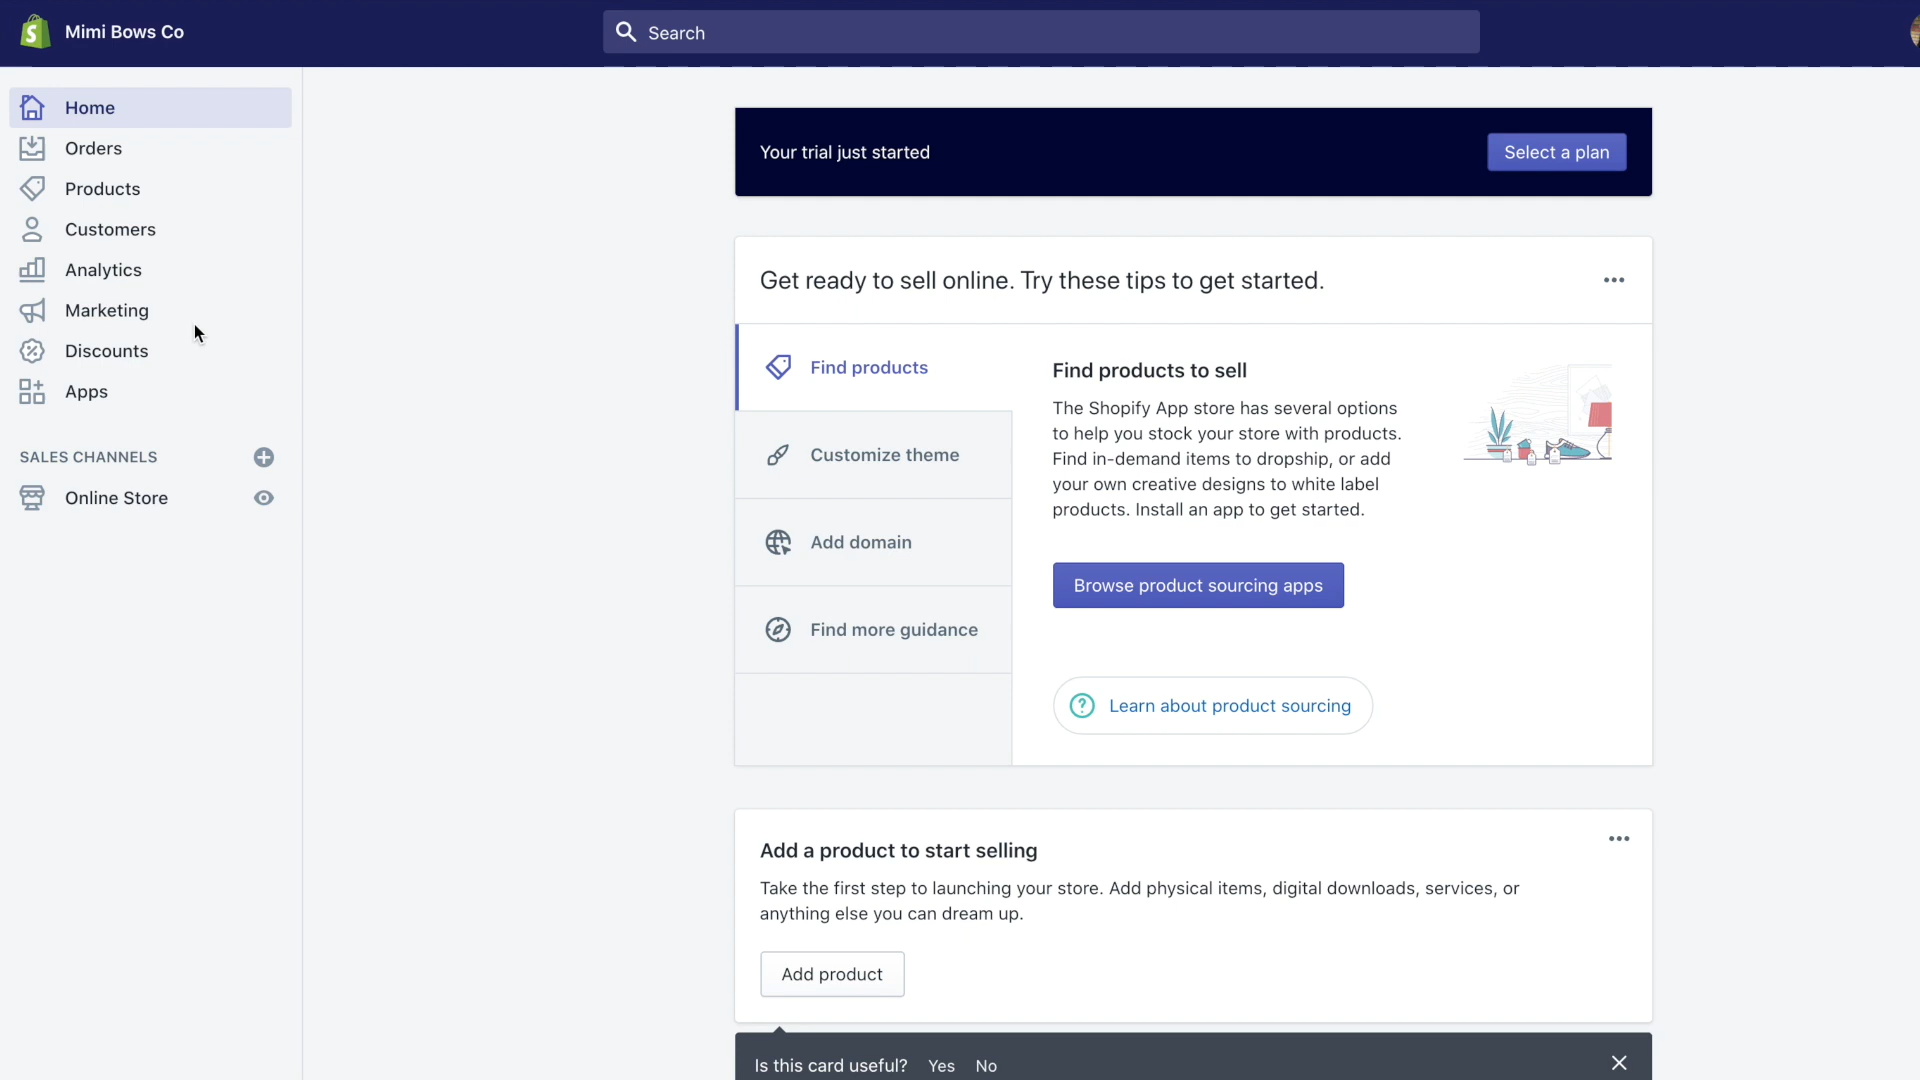 Mimi Bows Co
Search
Home
Orders
Products
Customers
Analytics
Marketing
Discounts
Apps
SALES CHANNELS
Online Store
Your trial just started
Select a plan
Get ready to sell online. Try these tips to get started.
Find products
Customize theme
Add domain
Find more guidance
Find products to sell
The Shopify App store has several options
to help you stock your store with products.
Find in-demand items to dropship, or add
your own creative designs to white label
products. Install an app to get started.
Browse product sourcing apps
Learn about product sourcing
Add a product to start selling
Take the first step to launching your store. Add physical items, digital downloads, services, or
anything else you can dream up.
Add product
Is this card useful? Yes No